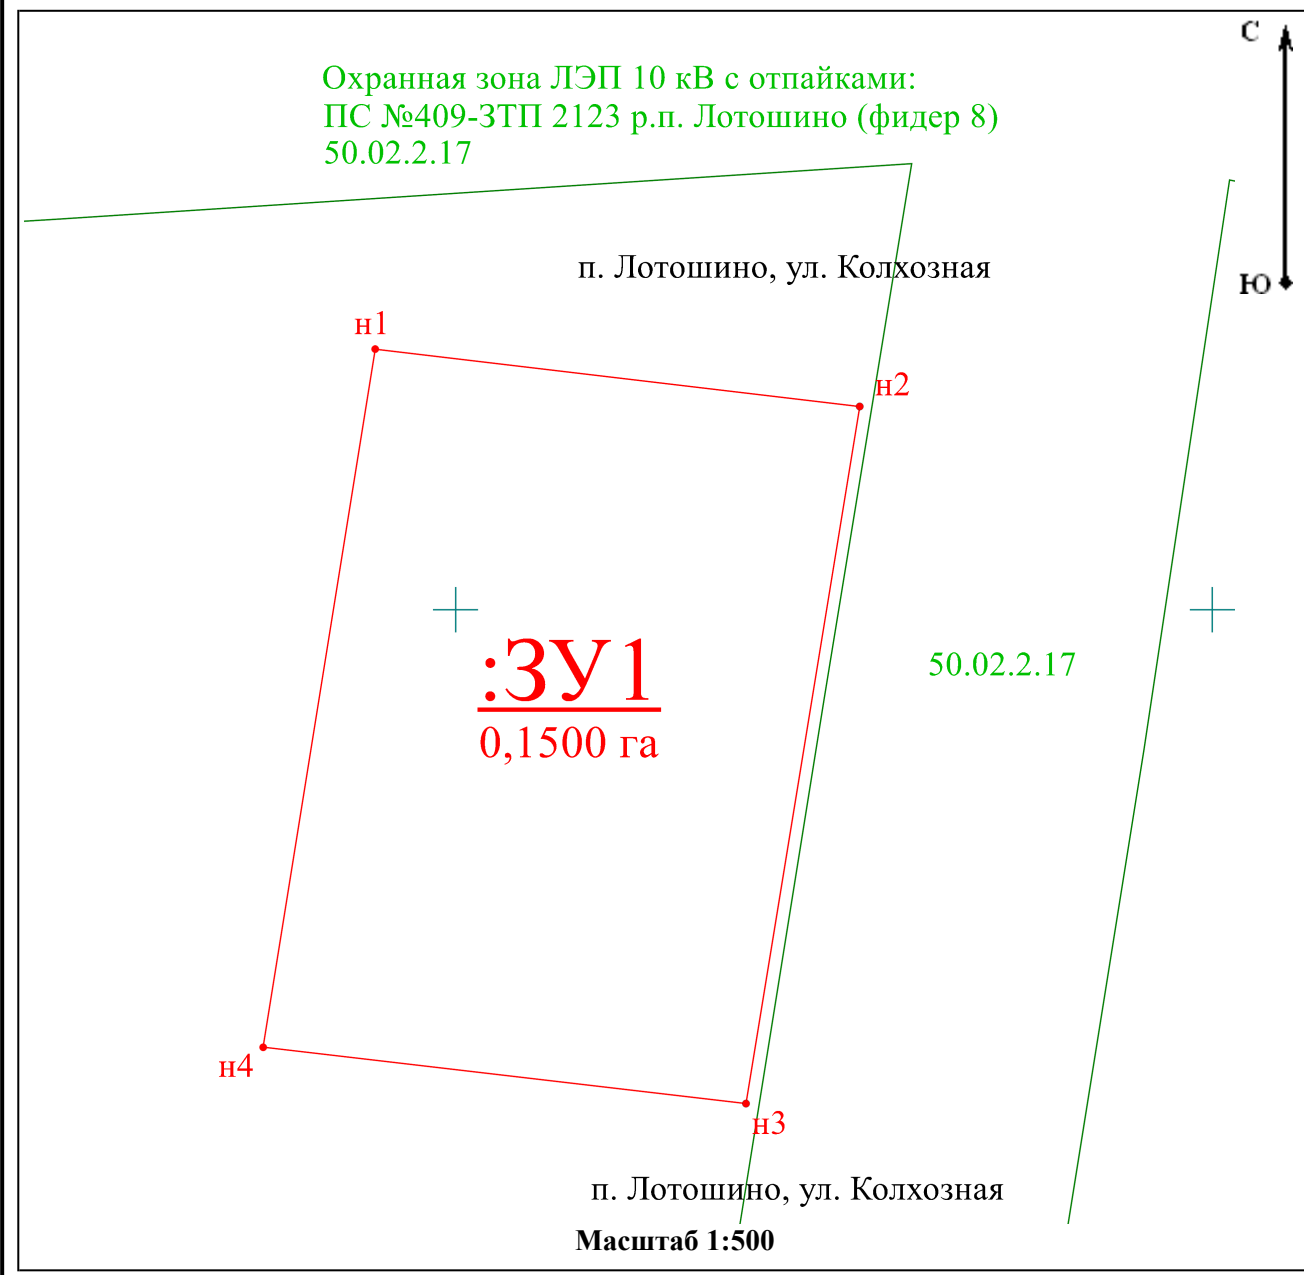 С
Охранная зона ЛЭП 10 кВ с отпайками:
ПС №409-ЗТП 2123 р.п. Лотошино (фидер 8)
50.02.2.17
п. Лотошино, ул. Колхозная
Ю
н1
н2
:ЗУ1
0,1500 га
50.02.2.17
н4
н3
п. Лотошино, ул. Колхозная
Масштаб 1:500